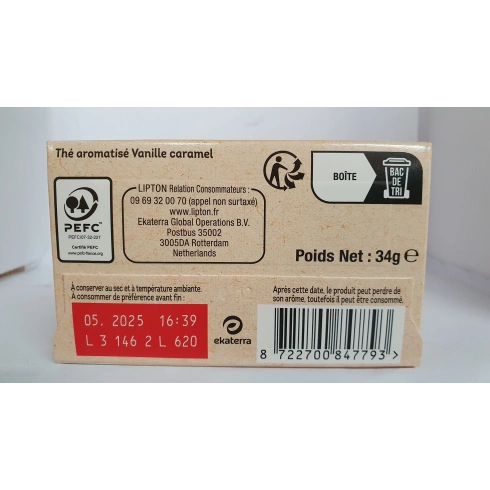 Thé aromatisé Vanille caramel
LIPTON Relation Consommateurs :
09 69 32 00 70 (appel non surtaxé)
www.lipton.fr
Ekaterra Global Operations B.V.
Postbus 35002
3005DA Rotterdam
Netherlands
PEFC
PEFC/07-32-227
Certifié PEFC
www.pefc-france.org
BOÎTE
BAC
DE
TRI
Poids Net : 34g ℮
À conserver au sec et à température ambiante.
À consommer de préférence avant fin :
05. 2025 16:39
L 3 146 2 L 620
ekaterra
Après cette date, le produit peut perdre de
son arôme, toutefois il peut être consommé.
8 722700 847793 >